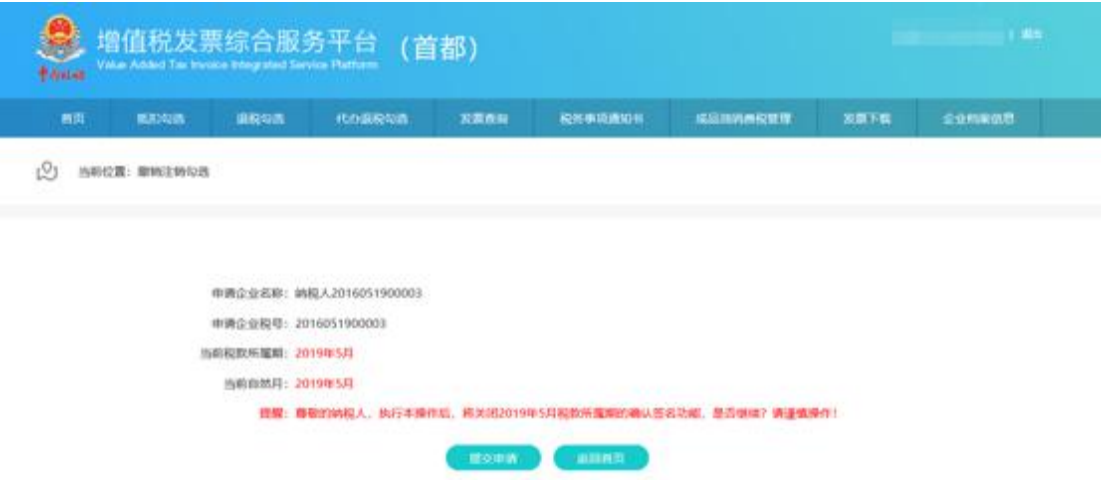 增值税发票综合服务平台 (首都)
Value Added Tax Invoice Integrated Service Platform
退出
首页 抵扣勾选 退税勾选 代办退税勾选 发票查询 税务事项通知书 成品油消费税管理 发票下载 企业档案信息
当前位置：撤销注销勾选
申请企业名称：纳税人2016051900003
申请企业税号：2016051900003
当前税款所属期：2019年5月
当前自然月：2019年5月
提醒：尊敬的纳税人，执行本操作后，将关闭2019年5月税款所属期的确认签名功能，是否继续？请谨慎操作！
提交申请 返回首页